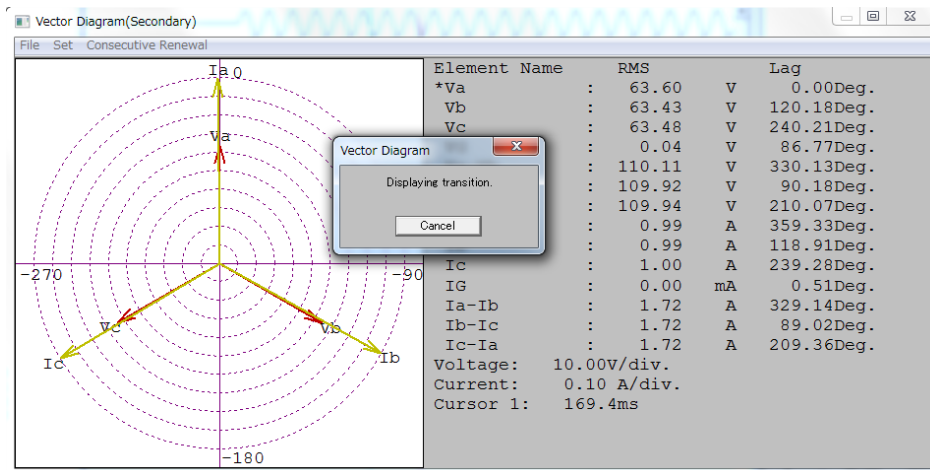 Vector Diagram(Secondary)
File Set Consecutive Renewal
Element Name RMS Lag
*Va : 63.60 V 0.00Deg.
Vb : 63.43 V 120.18Deg.
Vc : 63.48 V 240.21Deg.
: 0.04 V 86.77Deg.
: 110.11 V 330.13Deg.
: 109.92 V 90.18Deg.
: 109.94 V 210.07Deg.
: 0.99 A 359.33Deg.
: 0.99 A 118.91Deg.
Ic : 1.00 A 239.28Deg.
IG : 0.00 mA 0.51Deg.
Ia-Ib : 1.72 A 329.14Deg.
Ib-Ic : 1.72 A 89.02Deg.
Ic-Ia : 1.72 A 209.36Deg.
Voltage: 10.00V/div.
Current: 0.10 A/div.
Cursor 1: 169.4ms
Ia 0
Va
-270
-90
Vc
Vb
Ic
Ib
-180
Vector Diagram
Displaying transition.
Cancel